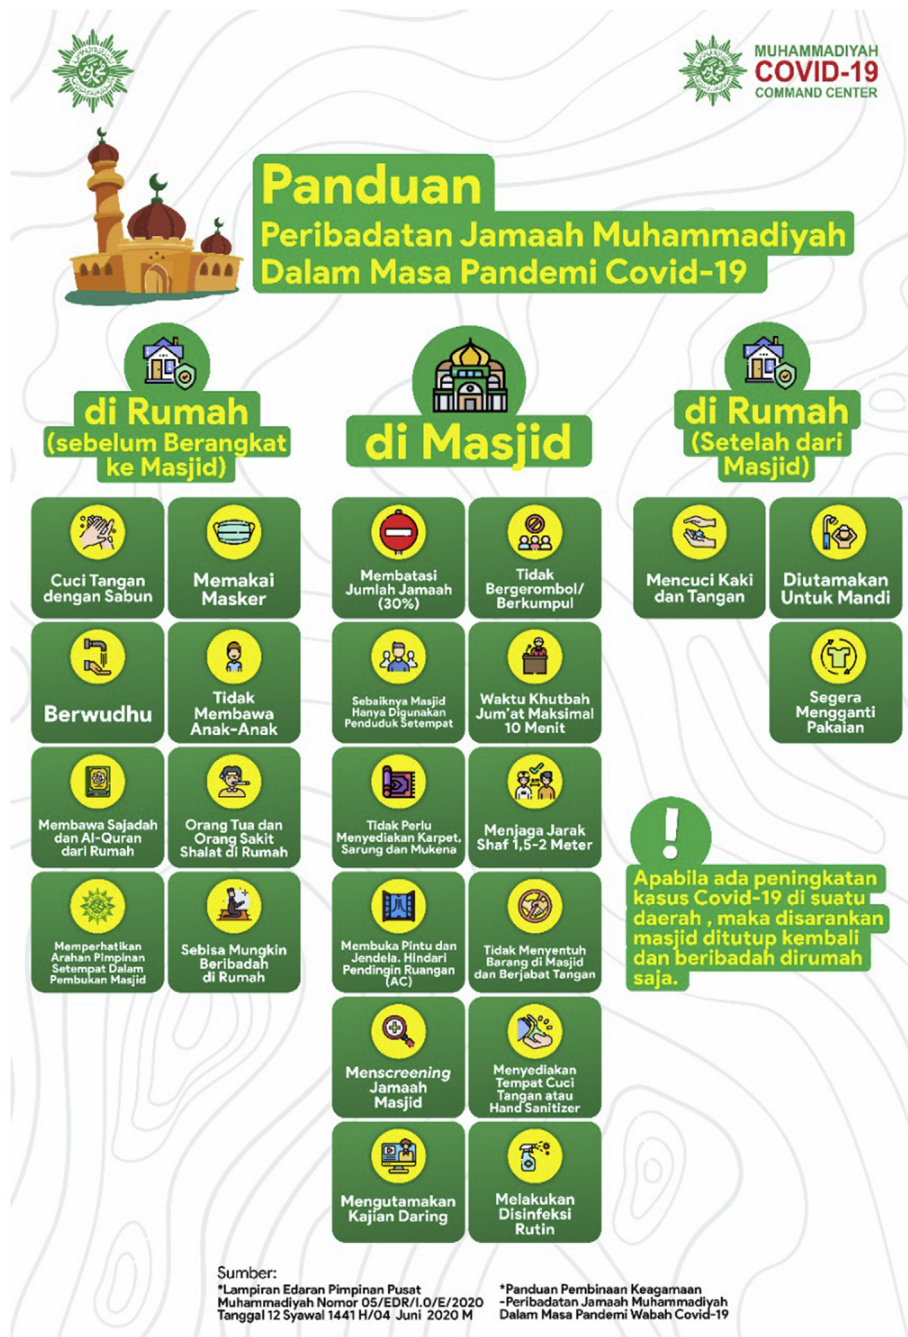 MUHAMMADIYAH
COVID-19
COMMAND CENTER
Panduan
Peribadatan Jamaah Muhammadiyah
Dalam Masa Pandemi Covid-19
di Rumah
(sebelum Berangkat
ke Masjid)
Cuci Tangan
dengan Sabun
Memakai
Masker
Berwudhu
Tidak
Membawa
Anak-Anak
Membawa Sajadah
dan Al-Quran
dari Rumah
Orang Tua dan
Orang Sakit
Shalat di Rumah
Memperhatikan
Arahan Pimpinan
Setempat Dalam
Pembukan Masjid
Sebisa Mungkin
Beribadah
di Rumah
di Masjid
Membatasi
Jumlah Jamaah
(30%)
Tidak
Bergerombol/
Berkumpul
Sebaiknya Masjid
Hanya Digunakan
Penduduk Setempat
Waktu Khutbah
Jum'at Maksimal
10 Menit
Tidak Perlu
Menyediakan Karpet,
Sarung dan Mukena
Menjaga Jarak
Shaf 1,5-2 Meter
Membuka Pintu dan
Jendela. Hindari
Pendingin Ruangan
(AC)
Tidak Menyentuh
Barang di Masjid
dan Berjabat Tangan
Menscreening
Jamaah
Masjid
Menyediakan
Tempat Cuci
Tangan atau
Hand Sanitizer
Mengutamakan
Kajian Daring
Melakukan
Disinfeksi
Rutin
di Rumah
(Setelah dari
Masjid)
Mencuci Kaki
dan Tangan
Diutamakan
Untuk Mandi
Segera
Mengganti
Pakaian
!
Apabila ada peningkatan
kasus Covid-19 di suatu
daerah , maka disarankan
masjid ditutup kembali
dan beribadah dirumah
saja.
Sumber:
*Lampiran Edaran Pimpinan Pusat
Muhammadiyah Nomor 05/EDR/I.0/E/2020
Tanggal 12 Syawal 1441 H/04 Juni 2020 M
*Panduan Pembinaan Keagamaan
-Peribadatan Jamaah Muhammadiyah
Dalam Masa Pandemi Wabah Covid-19